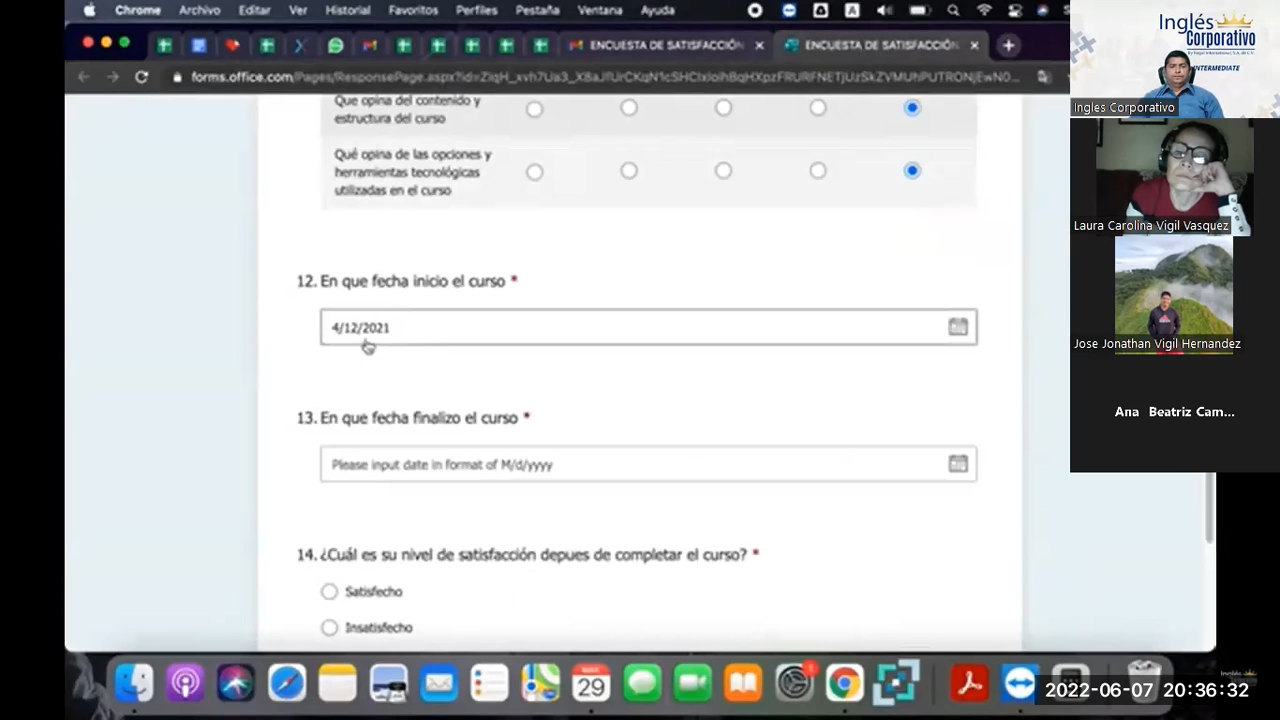 Chrome Archivo Editar Ver Historial Favoritos Perfiles Pestaña Ventana Ayuda
ENCUESTA DE SATISFACCIÓN
ENCUESTA DE SATISFACCIÓN
Que opina del contenido y
estructura del curso
Qué opina de las opciones y
herramientas tecnológicas
utilizadas en el curso
12. En que fecha inicio el curso *
4/12/2021
13. En que fecha finalizo el curso *
Please input date in format of M/d/yyyy
14. ¿Cuál es su nivel de satisfacción depues de completar el curso? *
Satisfecho
Insatisfecho
Inglés
Corporativo
INTERMEDIATE
Ingles Corporativo
Laura Carolina Vigil Vasquez
Jose Jonathan Vigil Hernandez
Ana Beatriz Cam...
29
1
2022-06-07 20:36:32